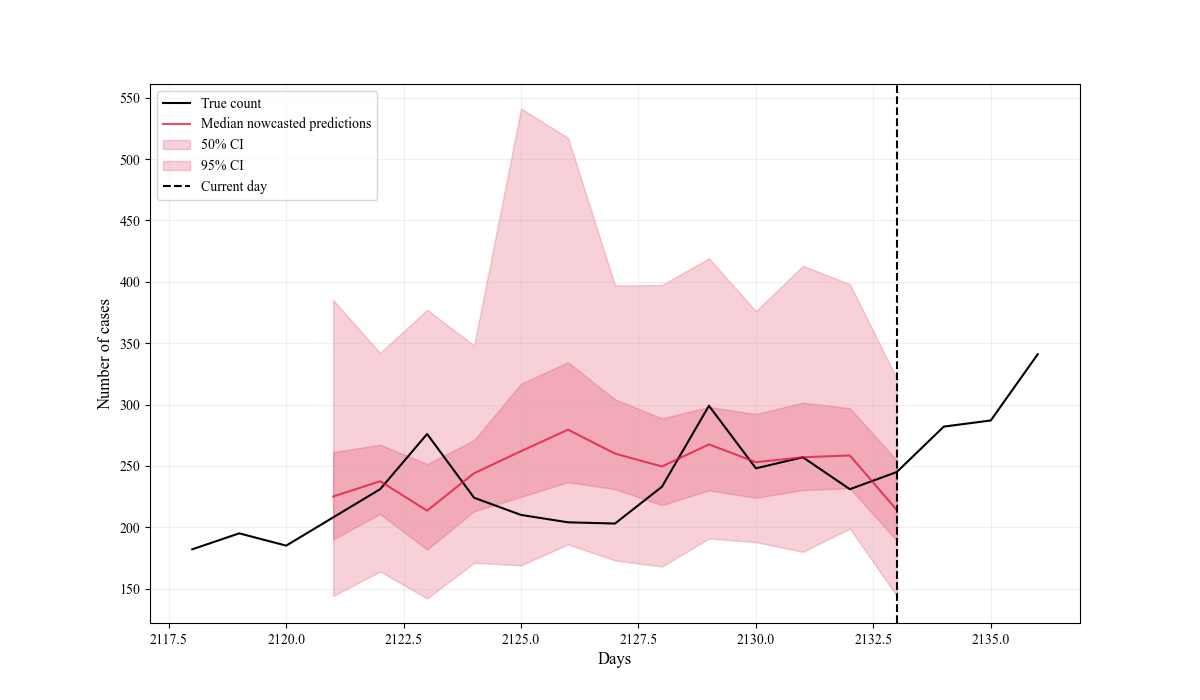 550
500
450
400
350
300
250
200
150
Number of cases
True count
Median nowcasted predictions
50% CI
95% CI
Current day
2117.5 2120.0 2122.5 2125.0 2127.5 2130.0 2132.5 2135.0
Days